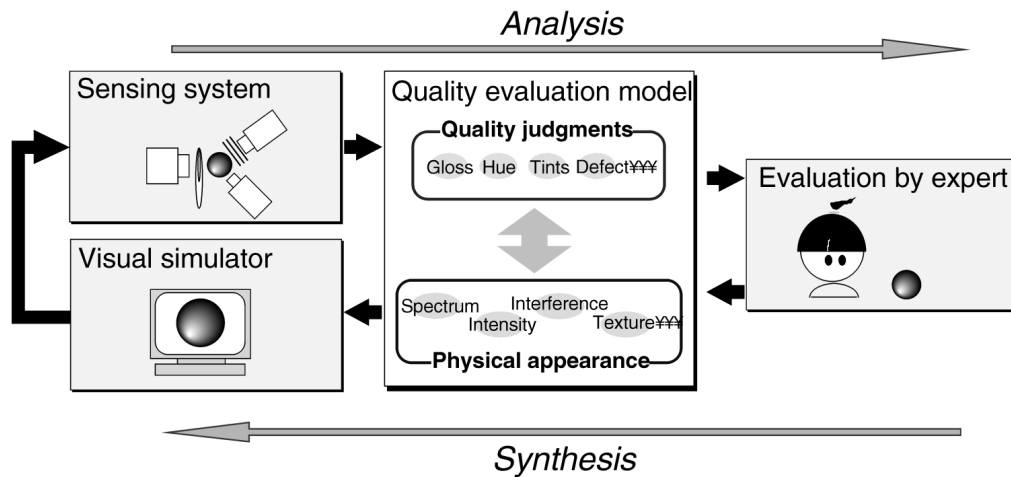 Analysis
Sensing system
Quality evaluation model
Quality judgments
Gloss Hue Tints Defect¥¥¥
Evaluation by expert
Visual simulator
Spectrum Interference
Intensity Texture¥¥¥
Physical appearance
Synthesis